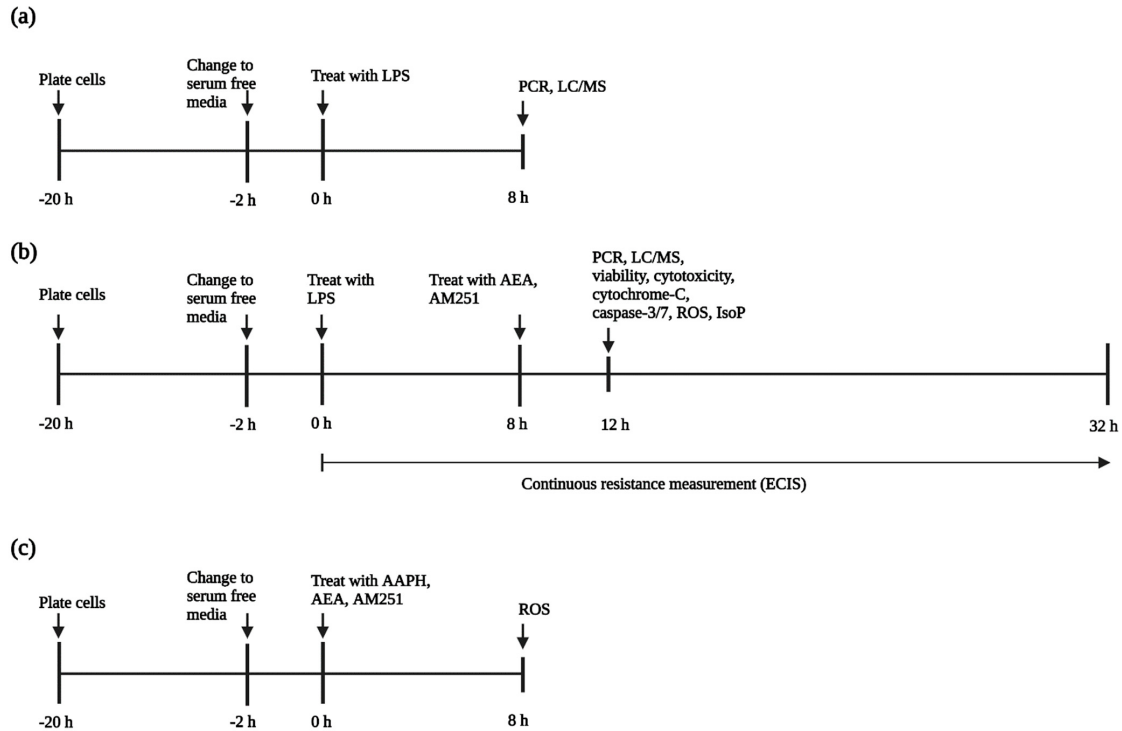 (a)
Plate cells
Change to
serum free
media
Treat with LPS
PCR, LC/MS
-20 h
-2 h
0 h
8 h
(b)
Plate cells
Change to
serum free
media
Treat with
LPS
Treat with AEA,
AM251
PCR, LC/MS,
viability, cytotoxicity,
cytochrome-C,
caspase-3/7, ROS, IsoP
-20 h
-2 h
0 h
8 h
12 h
32 h
Continuous resistance measurement (ECIS)
(c)
Plate cells
Change to
serum free
media
Treat with AAPH,
AEA, AM251
ROS
-20 h
-2 h
0 h
8 h